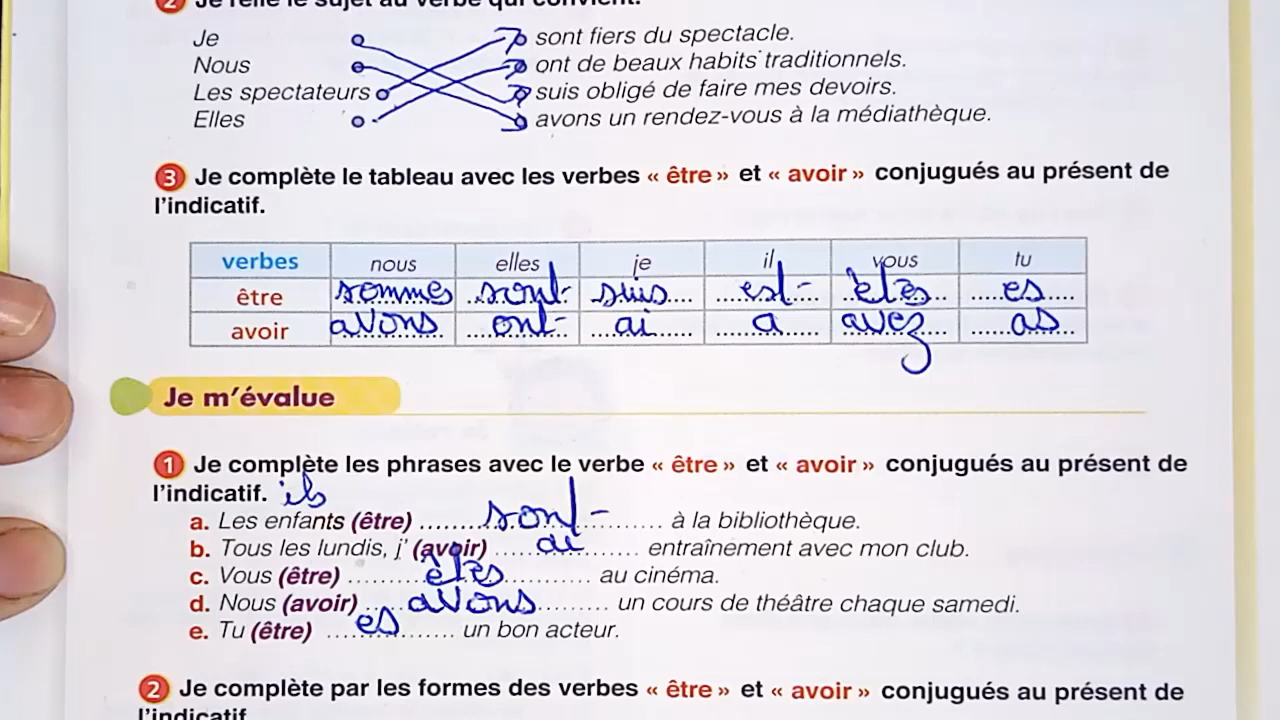 2 Je relie le sujet au verbe qui convient.
Je sont fiers du spectacle.
Nous ont de beaux habits traditionnels.
Les spectateurs suis obligé de faire mes devoirs.
Elles avons un rendez-vous à la médiathèque.
3 Je complète le tableau avec les verbes « être » et « avoir » conjugués au présent de
l'indicatif.
verbes nous elles je il vous tu
être sommes sont suis est êtes es
avoir avons ont ai a avez as
Je m'évalue
1 Je complète les phrases avec le verbe « être » et « avoir » conjugués au présent de
l'indicatif. ils
a. Les enfants (être) ........sont........ à la bibliothèque.
b. Tous les lundis, j' (avoir) ......ai........ entraînement avec mon club.
c. Vous (être) .........êtes........... au cinéma.
d. Nous (avoir) ....avons......... un cours de théâtre chaque samedi.
e. Tu (être) ....es......... un bon acteur.
2 Je complète par les formes des verbes « être » et « avoir » conjugués au présent de
l'indicatif